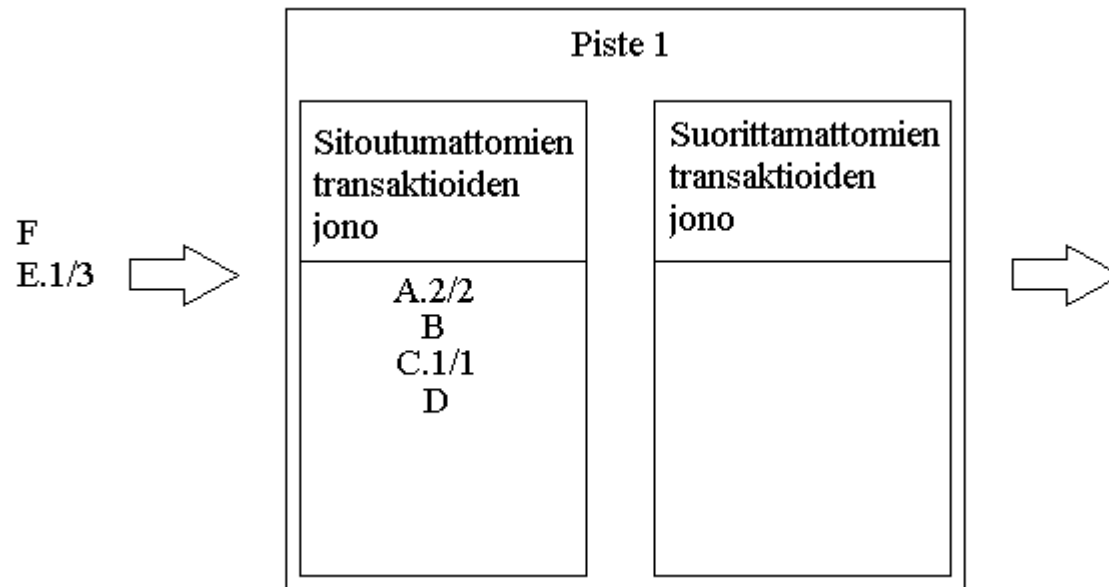 Piste 1
Sitoutumattomien
transaktioiden
jono
Suorittamattomien
transaktioiden
jono
F
E.1/3
A.2/2
B
C.1/1
D